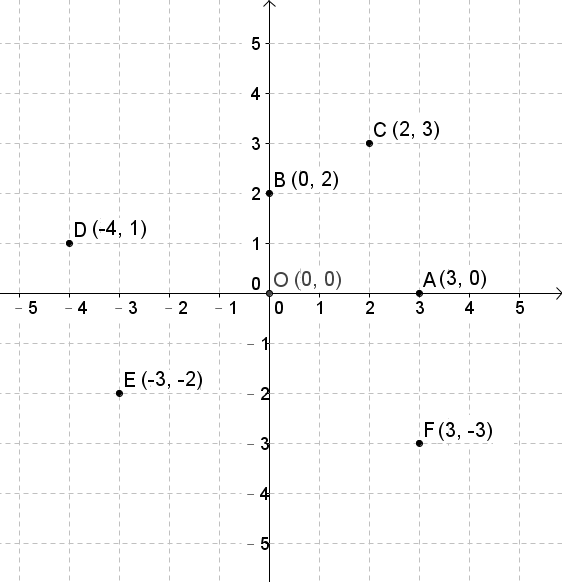 5
4
C (2, 3)
3
B (0, 2)
2
D (-4, 1)
1
0
O (0, 0)
A (3, 0)
– 5 – 4 – 3 – 2 – 1 0 1 2 3 4 5
– 1
E (-3, -2)
– 2
F (3, -3)
– 3
– 4
– 5